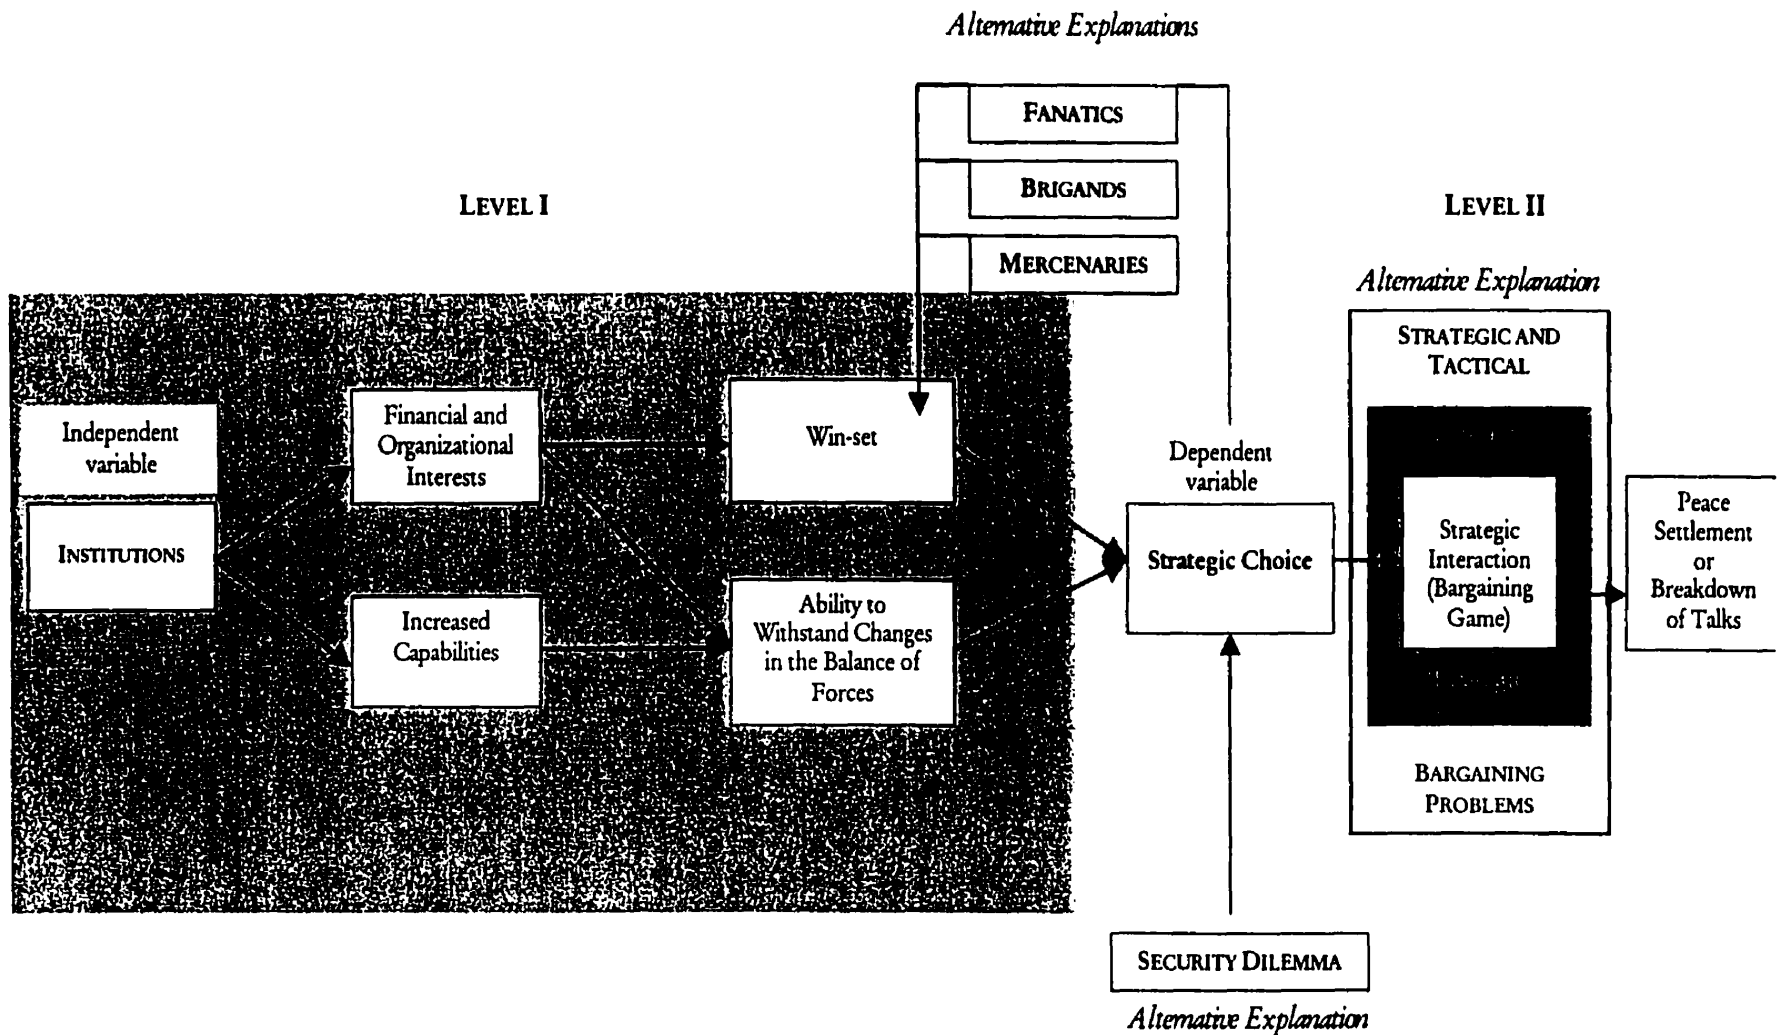 Alternative Explanations
FANATICS
BRIGANDS
MERCENARIES
LEVEL I
LEVEL II
Alternative Explanation
STRATEGIC AND
TACTICAL
Independent
variable
INSTITUTIONS
Financial and
Organizational
Interests
Increased
Capabilities
Win-set
Ability to
Withstand Changes
in the Balance of
Forces
Dependent
variable
Strategic Choice
Strategic
Interaction
(Bargaining
Game)
BARGAINING
PROBLEMS
Peace
Settlement
or
Breakdown
of Talks
SECURITY DILEMMA
Alternative Explanation